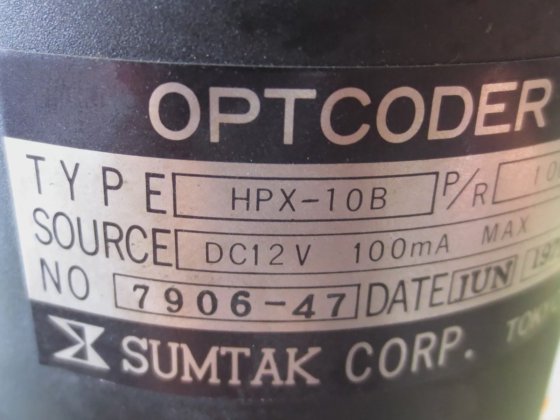 OPTCODER
TYPE HPX-10B P/R
SOURCE DC12V 100mA MAX
NO 7906-47 DATE JUN
SUMTAK CORP.